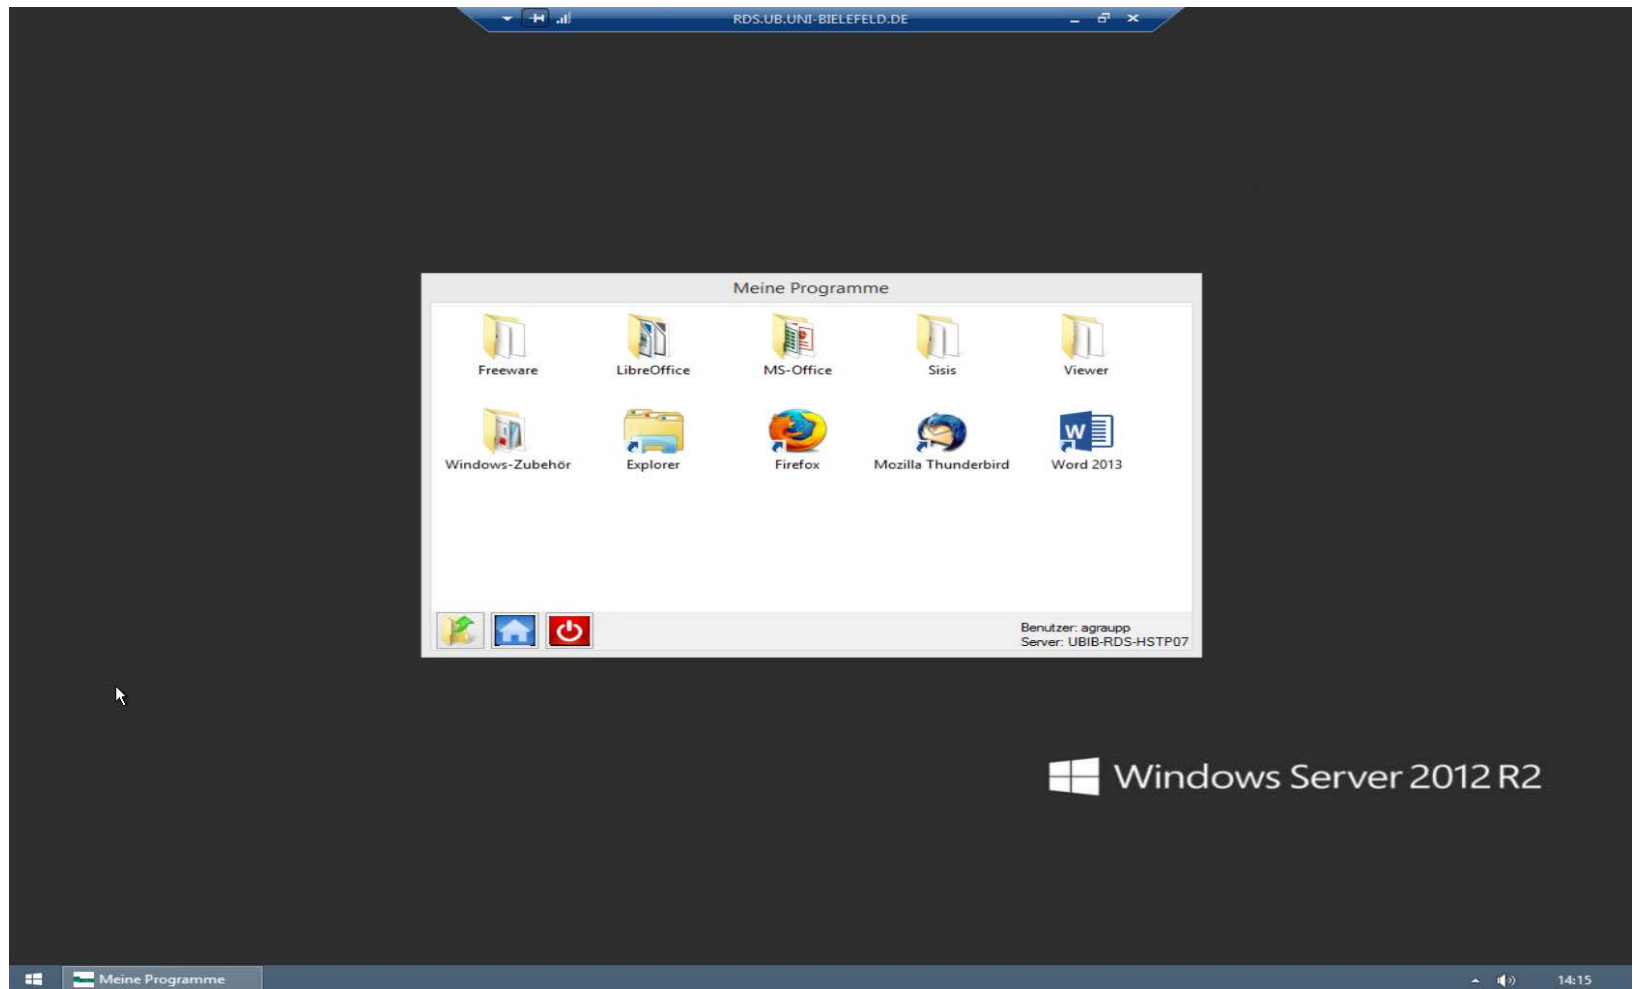 RDS.UB.UNI-BIELEFELD.DE
Meine Programme
Freeware
LibreOffice
MS-Office
Sisis
Viewer
W
Windows-Zubehör
Explorer
Firefox
Mozilla Thunderbird
Word 2013
Benutzer: agraupp
Server: UBIB-RDS-HSTP07
Windows Server 2012 R2
Meine Programme
14:15